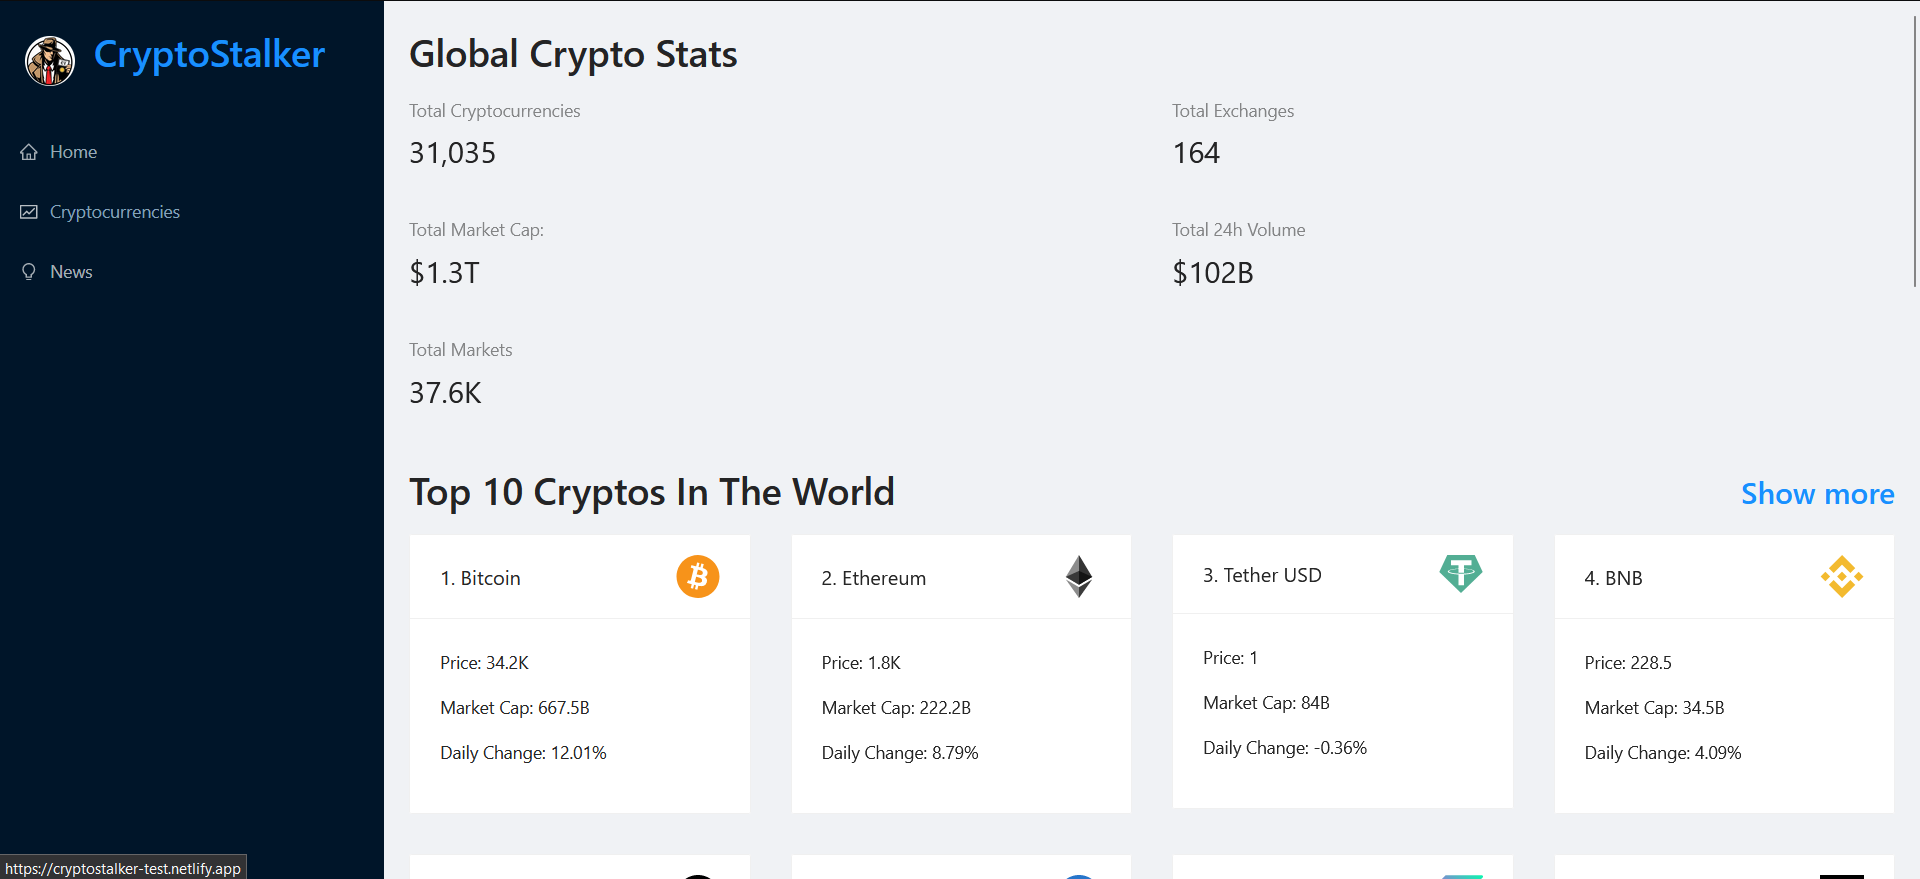 CryptoStalker
Home
Cryptocurrencies
News
Global Crypto Stats
Total Cryptocurrencies
31,035
Total Exchanges
164
Total Market Cap:
$1.3T
Total 24h Volume
$102B
Total Markets
37.6K
Top 10 Cryptos In The World
Show more
1. Bitcoin
Price: 34.2K
Market Cap: 667.5B
Daily Change: 12.01%
2. Ethereum
Price: 1.8K
Market Cap: 222.2B
Daily Change: 8.79%
3. Tether USD
Price: 1
Market Cap: 84B
Daily Change: -0.36%
4. BNB
Price: 228.5
Market Cap: 34.5B
Daily Change: 4.09%
https://cryptostalker-test.netlify.app